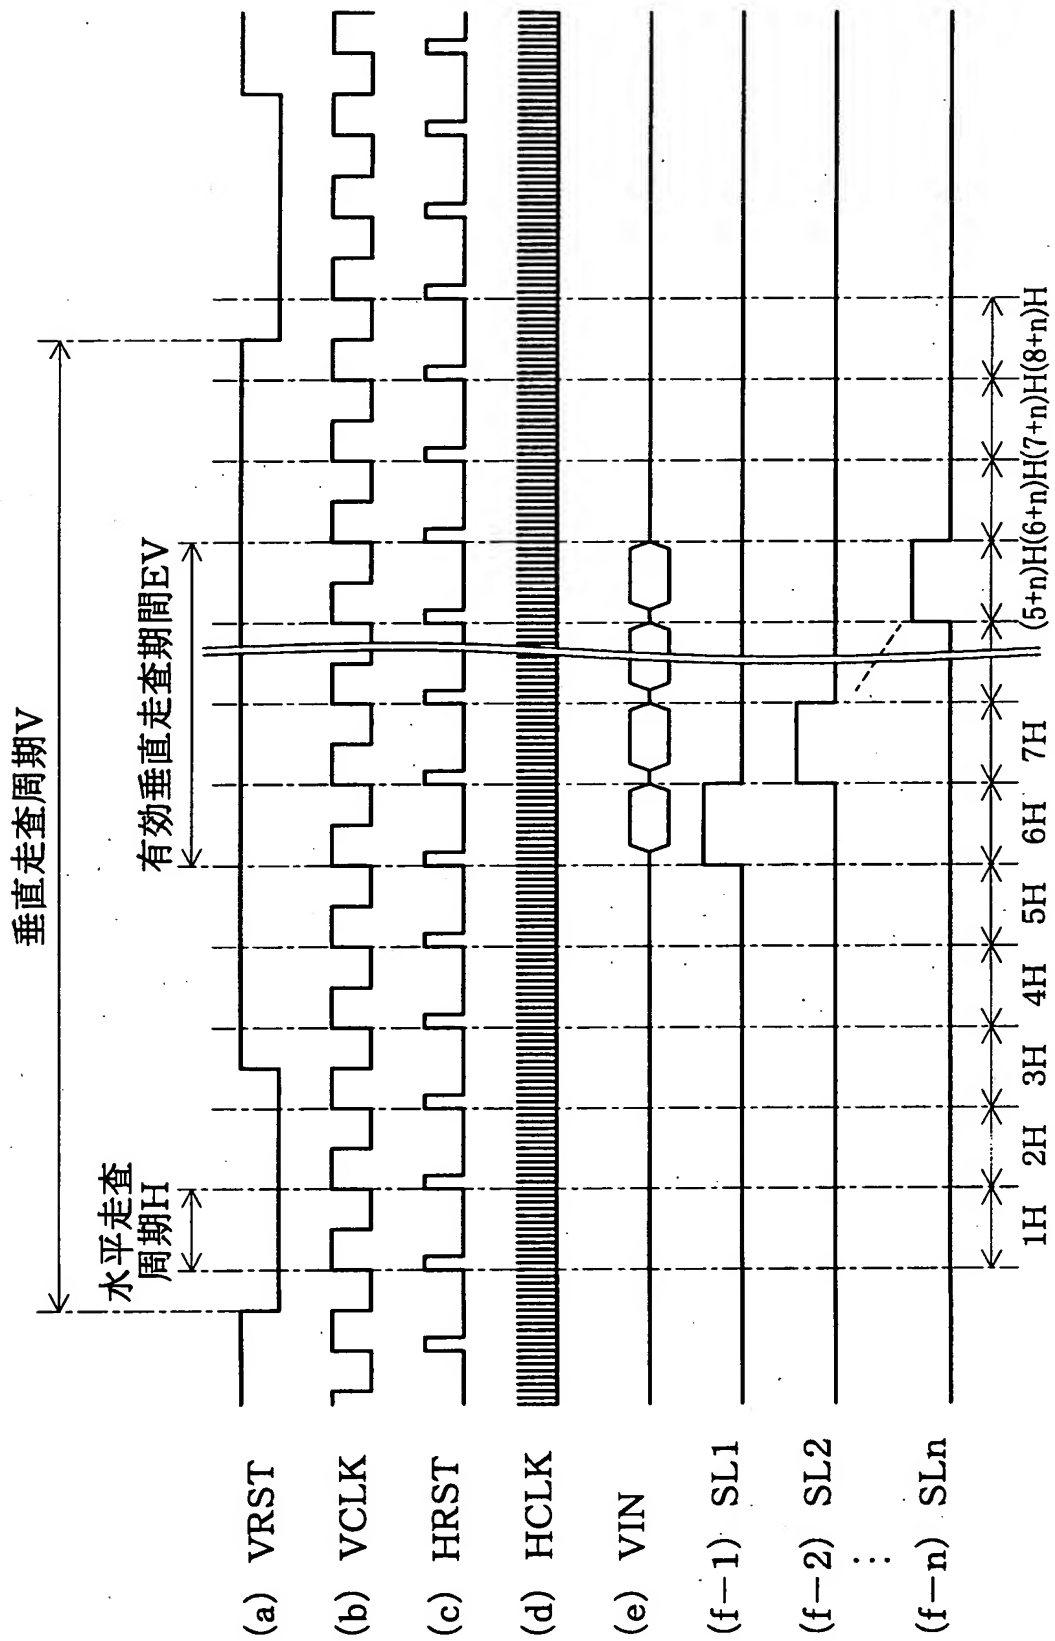 垂直走査周期V
有効垂直走査期間EV
水平走査
周期H
(a) VRST
(b) VCLK
(c) HRST
(d) HCLK
(e) VIN
(f−1) SL1
(f−2) SL2
⋮
(f−n) SLn
1H 2H 3H 4H 5H 6H 7H (5+n)H (6+n)H (7+n)H (8+n)H